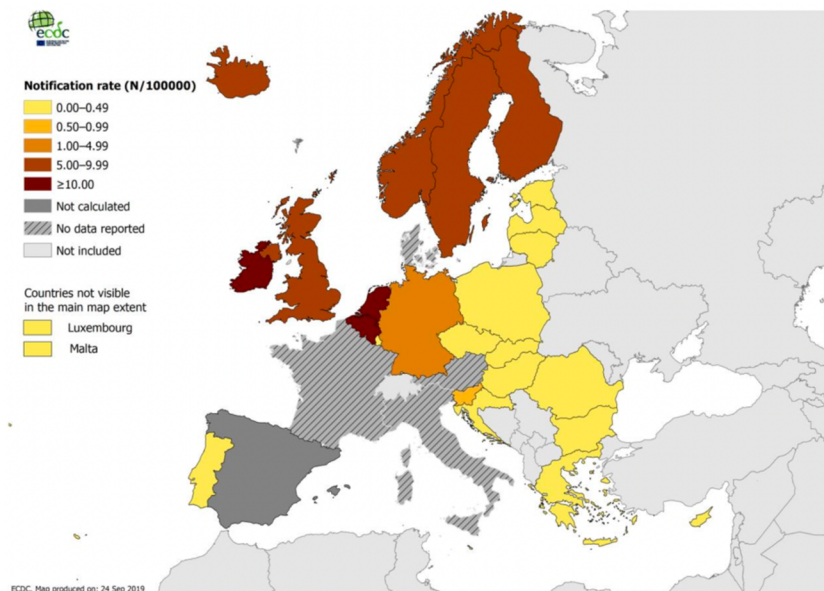 ecdc
Notification rate (N/100000)
0.00–0.49
0.50–0.99
1.00–4.99
5.00–9.99
≥10.00
Not calculated
No data reported
Not included
Countries not visible
in the main map extent
Luxembourg
Malta
ECDC. Map produced on: 24 Sep 2019